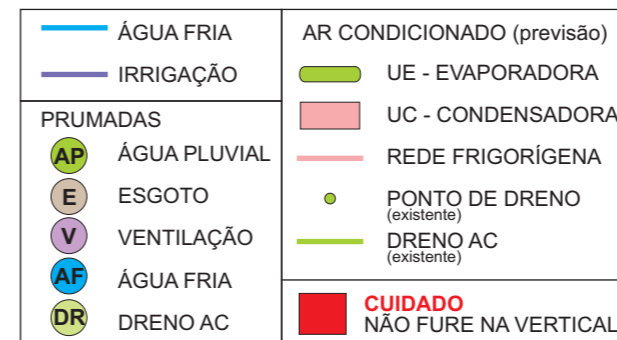 ÁGUA FRIA
IRRIGAÇÃO
PRUMADAS
AP ÁGUA PLUVIAL
E ESGOTO
V VENTILAÇÃO
AF ÁGUA FRIA
DR DRENO AC
AR CONDICIONADO (previsão)
UE - EVAPORADORA
UC - CONDENSADORA
REDE FRIGORÍGENA
PONTO DE DRENO
(existente)
DRENO AC
(existente)
CUIDADO
NÃO FURE NA VERTICAL